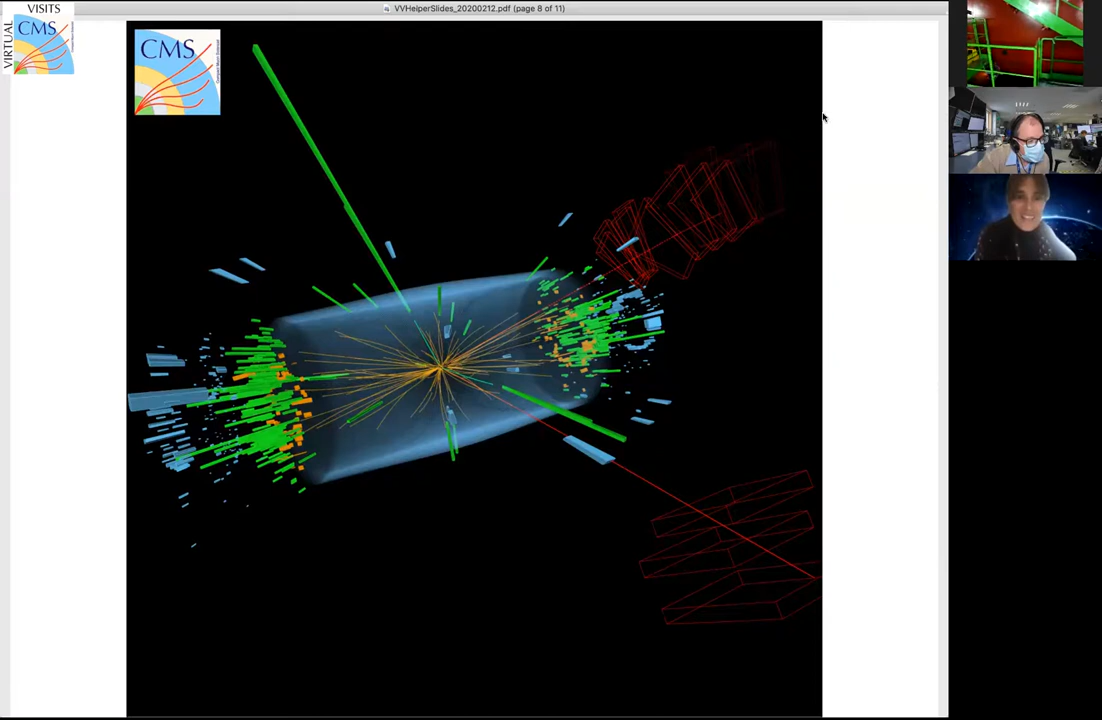 VVHelperSlides_20200212.pdf (page 8 of 11)
VISITS
VIRTUAL
CMS
CMS